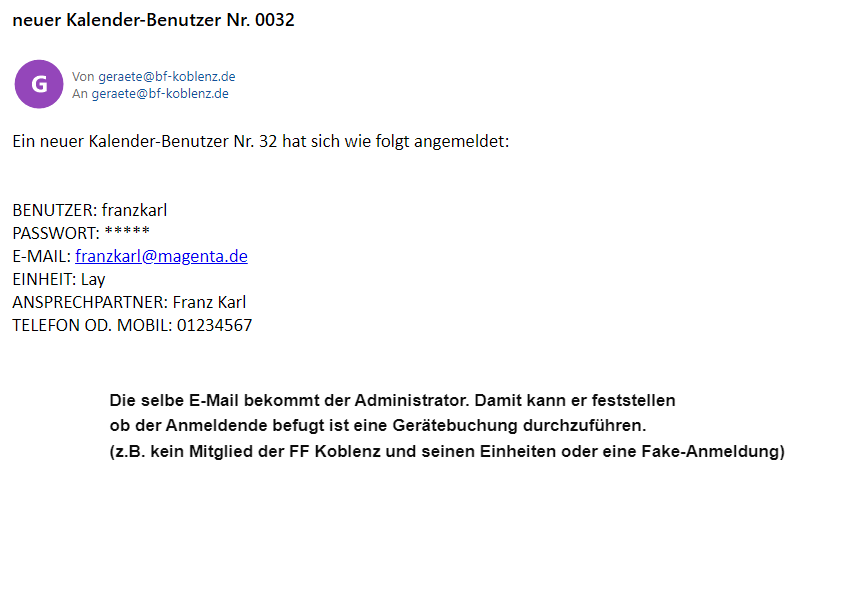 neuer Kalender-Benutzer Nr. 0032
G
Von geraete@bf-koblenz.de
An geraete@bf-koblenz.de
Ein neuer Kalender-Benutzer Nr. 32 hat sich wie folgt angemeldet:
BENUTZER: franzkarl
PASSWORT: *****
E-MAIL: franzkarl@magenta.de
EINHEIT: Lay
ANSPRECHPARTNER: Franz Karl
TELEFON OD. MOBIL: 01234567
Die selbe E-Mail bekommt der Administrator. Damit kann er feststellen
ob der Anmeldende befugt ist eine Gerätebuchung durchzuführen.
(z.B. kein Mitglied der FF Koblenz und seinen Einheiten oder eine Fake-Anmeldung)